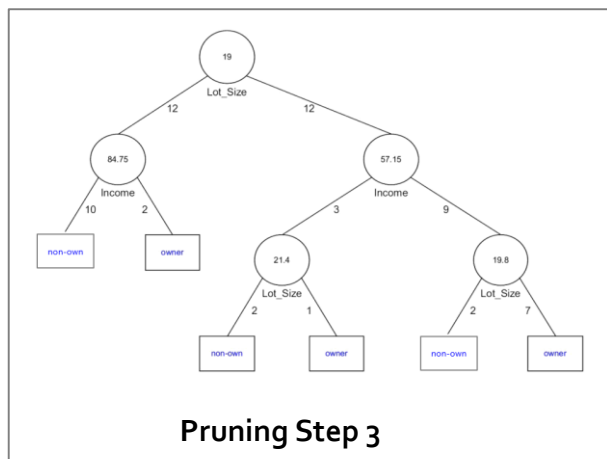 19
Lot_Size
12 12
84.75 57.15
Income Income
10 2 3 9
non-own owner 21.4 19.8
Lot_Size Lot_Size
2 1 2 7
non-own owner non-own owner
Pruning Step 3